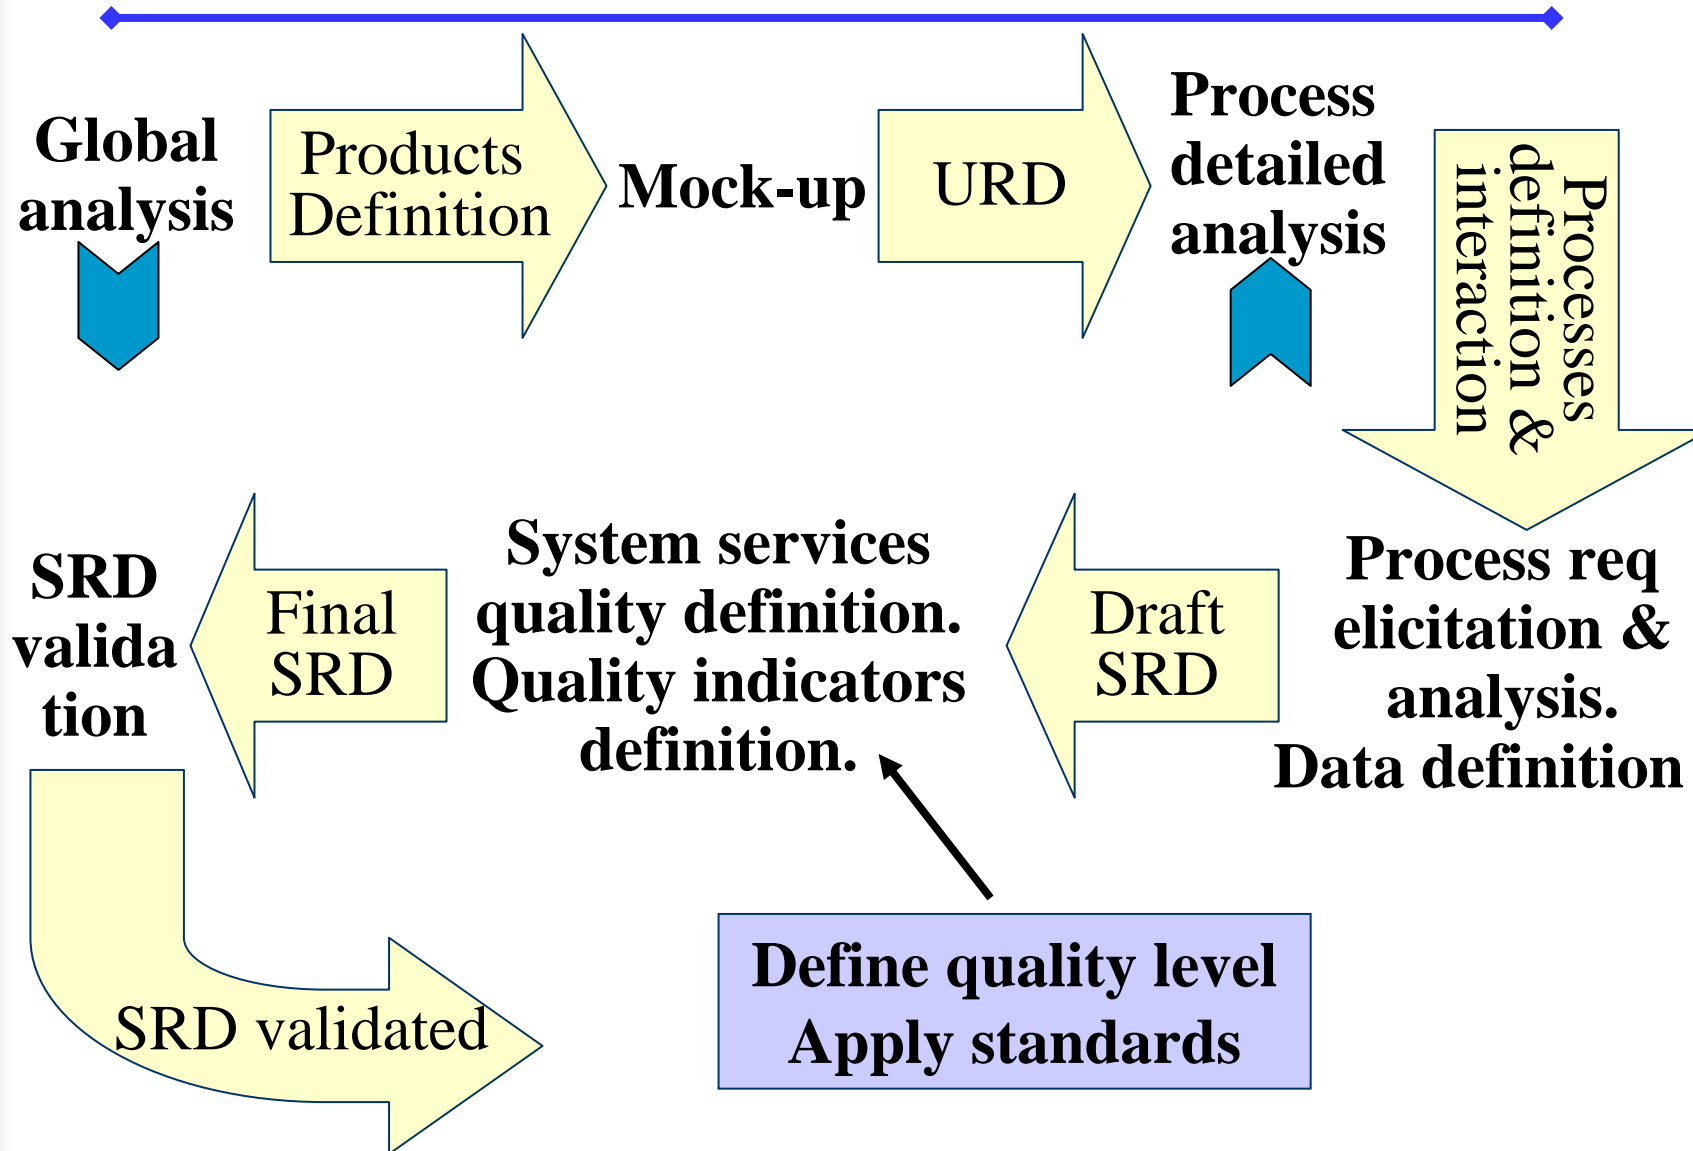 Global
analysis
Products
Definition
Mock-up
URD
Process
detailed
analysis
Processes
definition &
interaction
Process req
elicitation &
analysis.
Data definition
Draft
SRD
System services
quality definition.
Quality indicators
definition.
Final
SRD
SRD
valida
tion
SRD validated
Define quality level
Apply standards